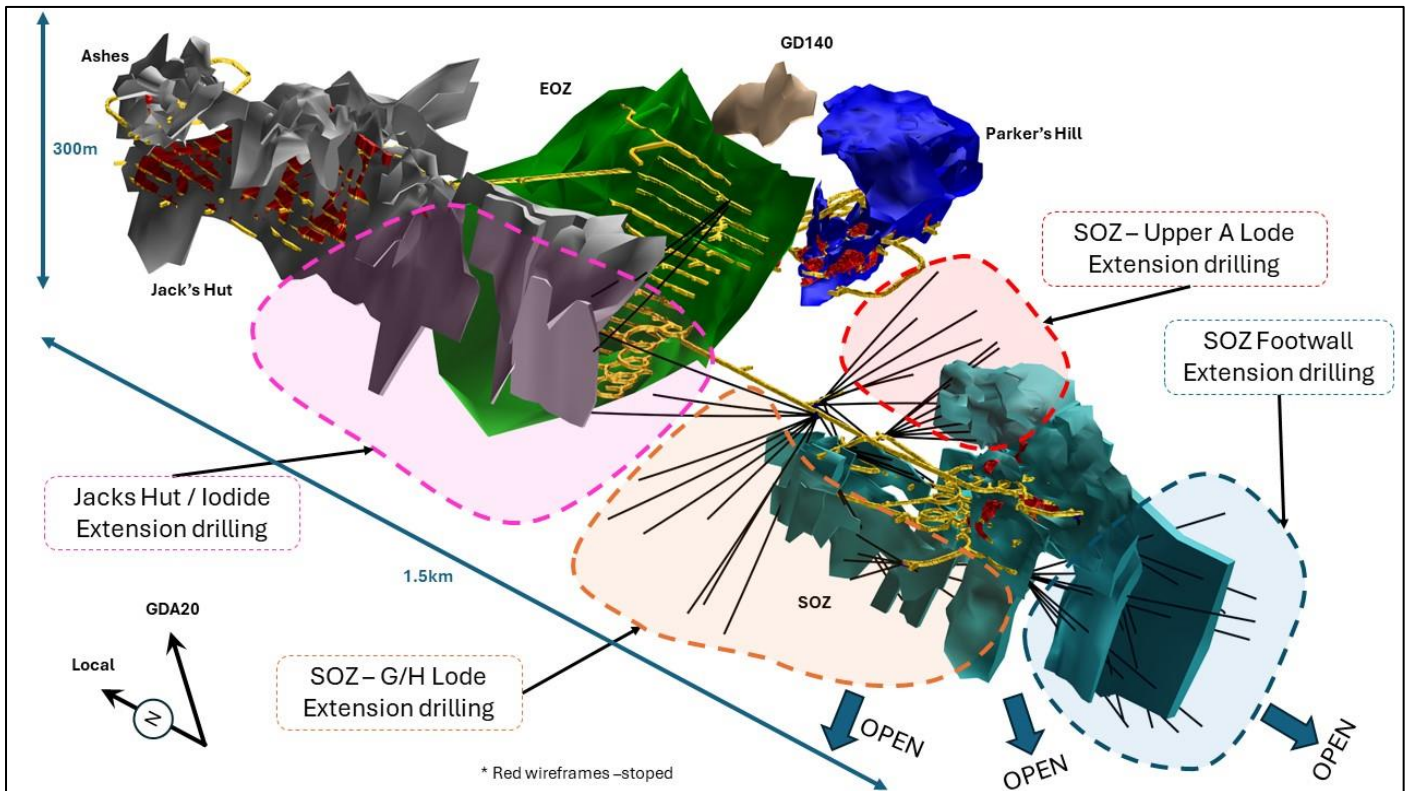 GD140
Ashes
EOZ
Parker's Hill
300m
SOZ – Upper A Lode
Extension drilling
Jack's Hut
SOZ Footwall
Extension drilling
Jacks Hut / Iodide
Extension drilling
1.5km
SOZ
GDA20
Local
N
SOZ – G/H Lode
Extension drilling
OPEN
OPEN
OPEN
* Red wireframes –stoped